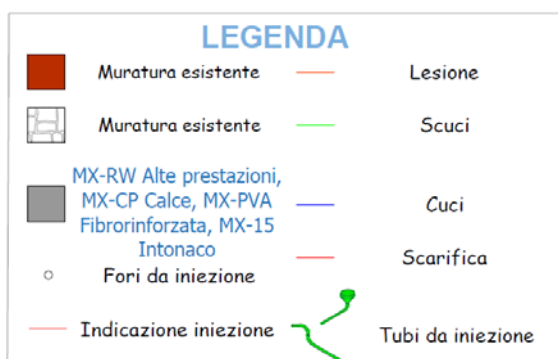 LEGENDA
Muratura esistente
Lesione
Muratura esistente
Scuci
MX-RW Alte prestazioni,
MX-CP Calce, MX-PVA
Fibrorinforzata, MX-15
Intonaco
Cuci
Fori da iniezione
Scarifica
Indicazione iniezione
Tubi da iniezione